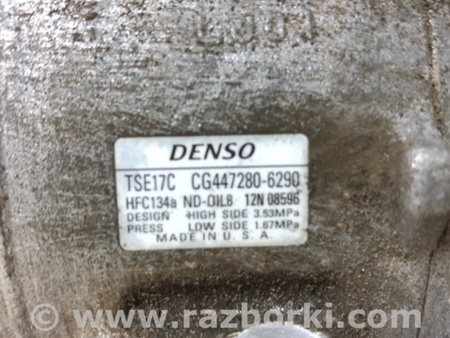 DENSO
TSE17C CG447280-6290
HFC134a ND-OIL8 12N 08596
DESIGN HIGH SIDE 3.53MPa
PRESS LOW SIDE 1.67MPa
MADE IN U.S.A.
© www.razborki.com